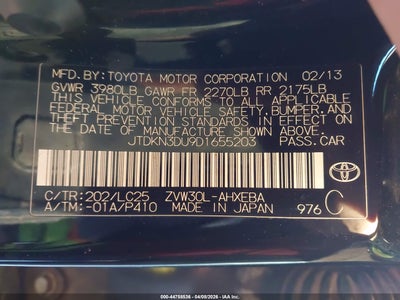 MFD.BY:TOYOTA MOTOR CORPORATION 02/13
GVWR 3980LB GAWR FR 2270LB RR 2175LB
THIS VEHICLE CONFORMS TO ALL APPLICABLE
FEDERAL MOTOR VEHICLE SAFETY,BUMPER,AND
THEFT PREVENTION STANDARDS IN EFFECT ON
THE DATE OF MANUFACTURE SHOWN ABOVE.
JTDKN3DU9D1655203 PASS.CAR
C/TR:202/LC25 ZVW30L-AHXEBA
A/TM:-01A/P410 MADE IN JAPAN 976 C
TOYOTA
000-44758536 - 04/09/2026 - IAA